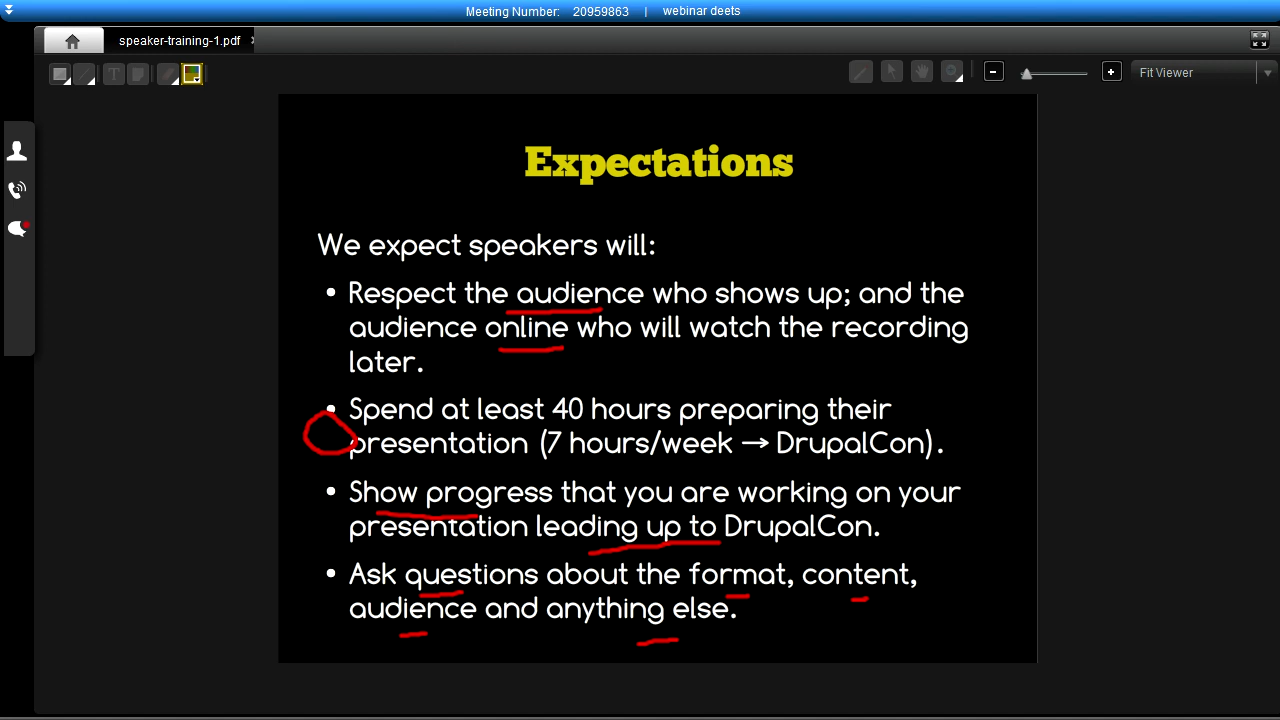 Meeting Number: 20959863 | webinar deets
speaker-training-1.pdf
Fit Viewer
Expectations
We expect speakers will:
• Respect the audience who shows up; and the
audience online who will watch the recording
later.
• Spend at least 40 hours preparing their
presentation (7 hours/week → DrupalCon).
• Show progress that you are working on your
presentation leading up to DrupalCon.
• Ask questions about the format, content,
audience and anything else.